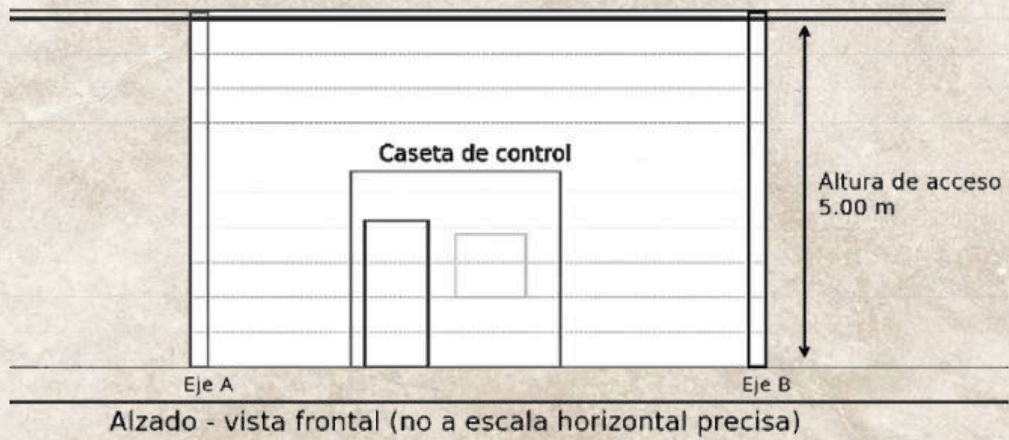 Caseta de control
Altura de acceso
5.00 m
Eje A
Eje B
Alzado - vista frontal (no a escala horizontal precisa)